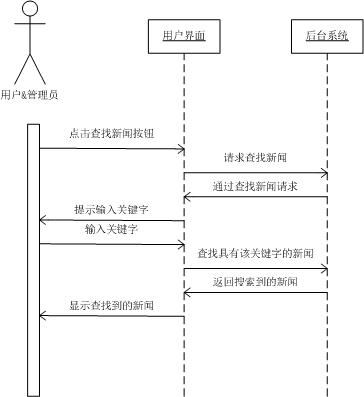 用户界面
后台系统
用户&管理员
点击查找新闻按钮
请求查找新闻
通过查找新闻请求
提示输入关键字
输入关键字
查找具有该关键字的新闻
返回搜索到的新闻
显示查找到的新闻